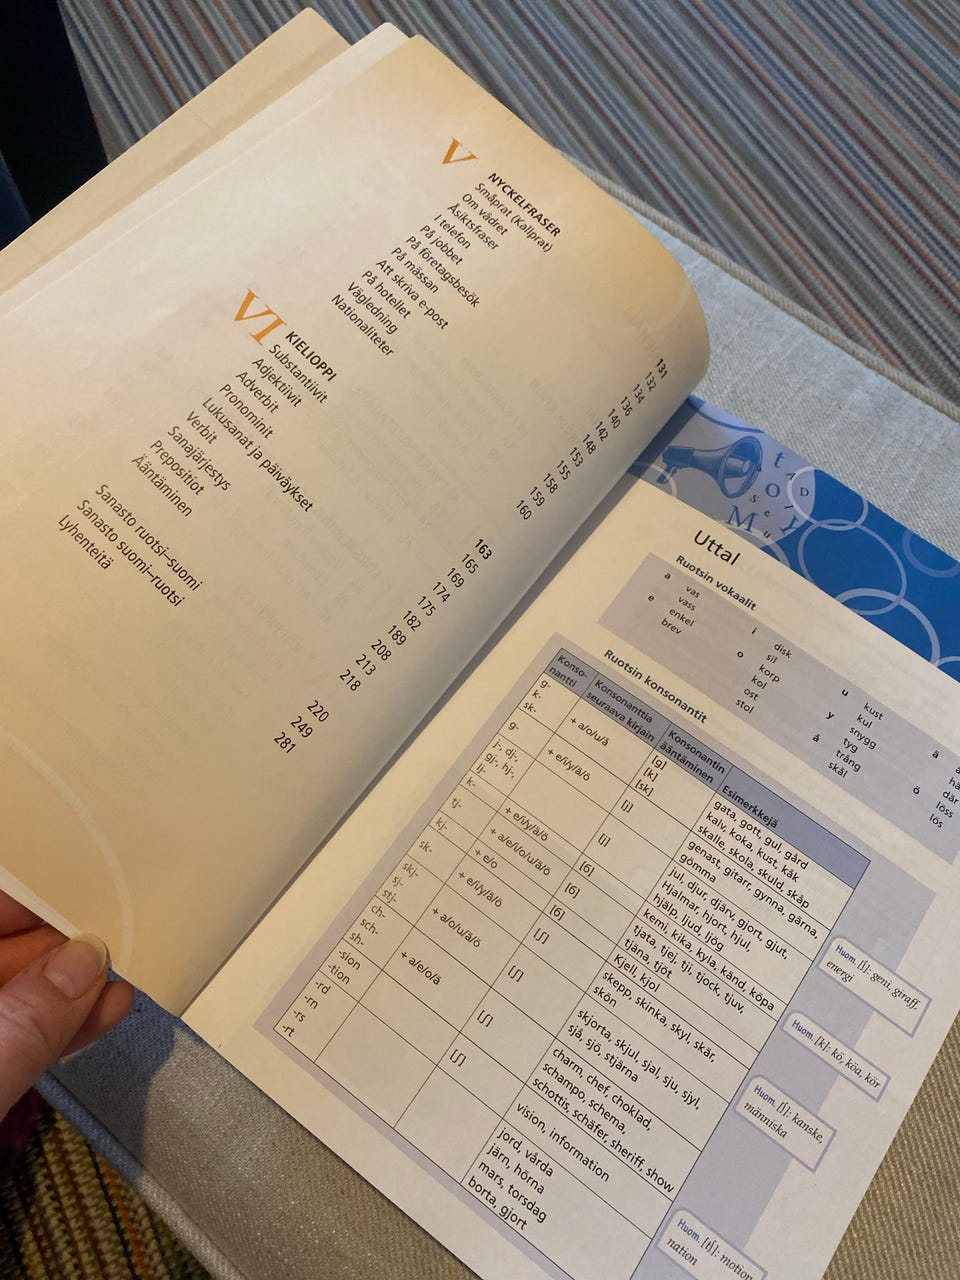 V
NYCKELFRASER 131
Småprat (Kallprat) 132
Om vädret 134
Åsiktsfraser 136
I telefon 140
På jobbet 142
På företagsbesök 148
På mässan 153
Att skriva e-post 155
På hotellet 158
Vägledning 159
Nationaliteter 160
VI
KIELIOPPI 163
Substantiivit 165
Adjektiivit 169
Adverbit 174
Pronominit 175
Lukusanat ja päiväykset 182
Verbit 189
Sanajärjestys 208
Prepositiot 213
Ääntäminen 218
Sanasto ruotsi–suomi 220
Sanasto suomi–ruotsi 249
Lyhenteitä 281
Uttal
Ruotsin vokaalit
a vas
vass
e enkel
brev
i disk
sil
o korp
kol
ost
stol
u kust
kul
y snygg
tyg
å trång
skål
ä
där
ö löss
lös
Ruotsin konsonantit
Konso-
nantti
Konsonanttia
seuraava kirjain
Konsonantin
ääntäminen
Esimerkkejä
g- + a/o/u/å [g] gata, gott, gul, gård
k- [k] kalv, koka, kust, kåk
sk- [sk] skalle, skola, skuld, skåp
g- + e/i/y/ä/ö [j] genast, gitarr, gynna, gärna,
gömma
j-, dj-, [j] jul, djur, djärv, gjort, gjut,
gj-, hj-, Hjalmar, hjort, hjul,
lj- hjälp, ljud, ljög
k- + e/i/y/ä/ö [6] kemi, kika, kyla, känd, köpa
tj- + a/e/i/o/u/ä/ö [6] tjata, tjej, tji, tjock, tjuv,
tjäna, tjöt
kj- + e/o [6] Kjell, kjol
sk- + e/i/y/ä/ö [ʃ] skepp, skinka, skyl, skär,
skön
skj- + a/o/u/ä/ö [ʃ] skjorta, skjul, sjal, sju, sjyl,
sj- sjå, sjö, stjärna
stj-
ch- + a/e/o/ä [ʃ] charm, chef, choklad,
sch- schampo, schema,
sh- schottis, schäfer, sheriff, show
-sion [ʃ] vision, information
-tion
-rd jord, vårda
-rn järn, hörna
-rs mars, torsdag
-rt borta, gjort
Huom. [ʃ]: geni, giraff,
energi
Huom. [k]: kö, köa, kör
Huom. [ʃ]: kanske,
människa
Huom. [tʃ]: motion,
nation